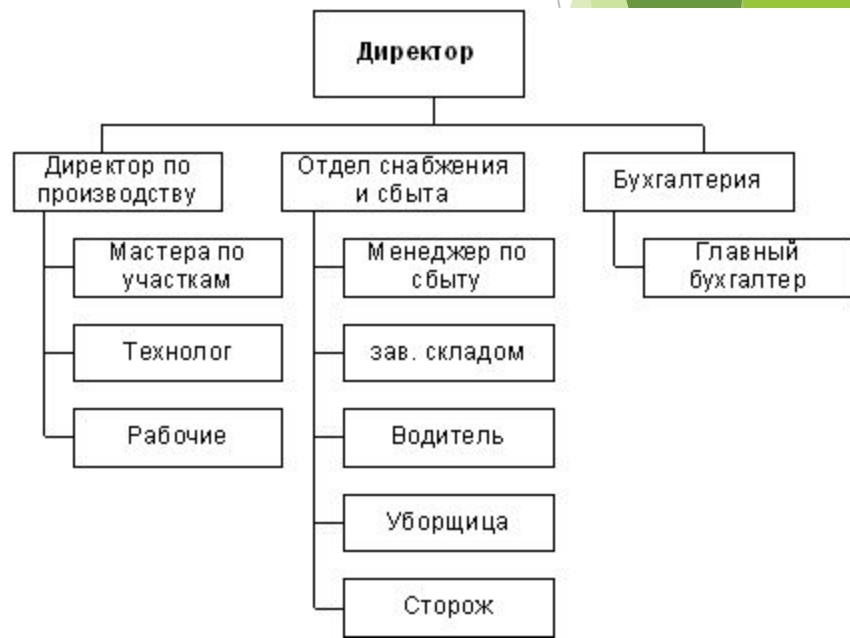 Директор
Директор по
производству
Отдел снабжения
и сбыта
Бухгалтерия
Мастера по
участкам
Менеджер по
сбыту
Главный
бухгалтер
Технолог
зав. складом
Рабочие
Водитель
Уборщица
Сторож